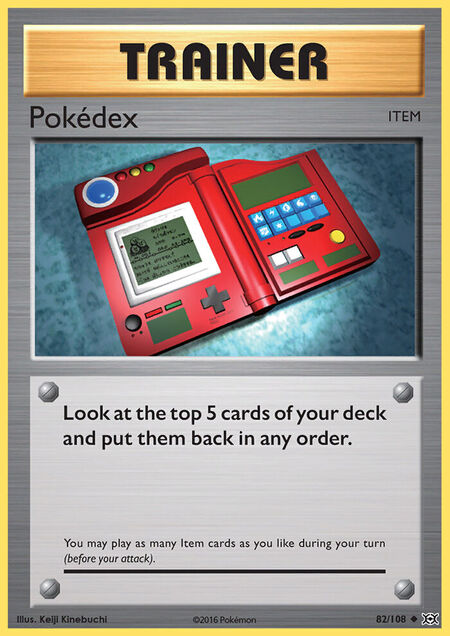 TRAINER
Pokédex
ITEM
Look at the top 5 cards of your deck
and put them back in any order.
You may play as many Item cards as you like during your turn
(before your attack).
Illus. Keiji Kinebuchi
©2016 Pokémon
82/108